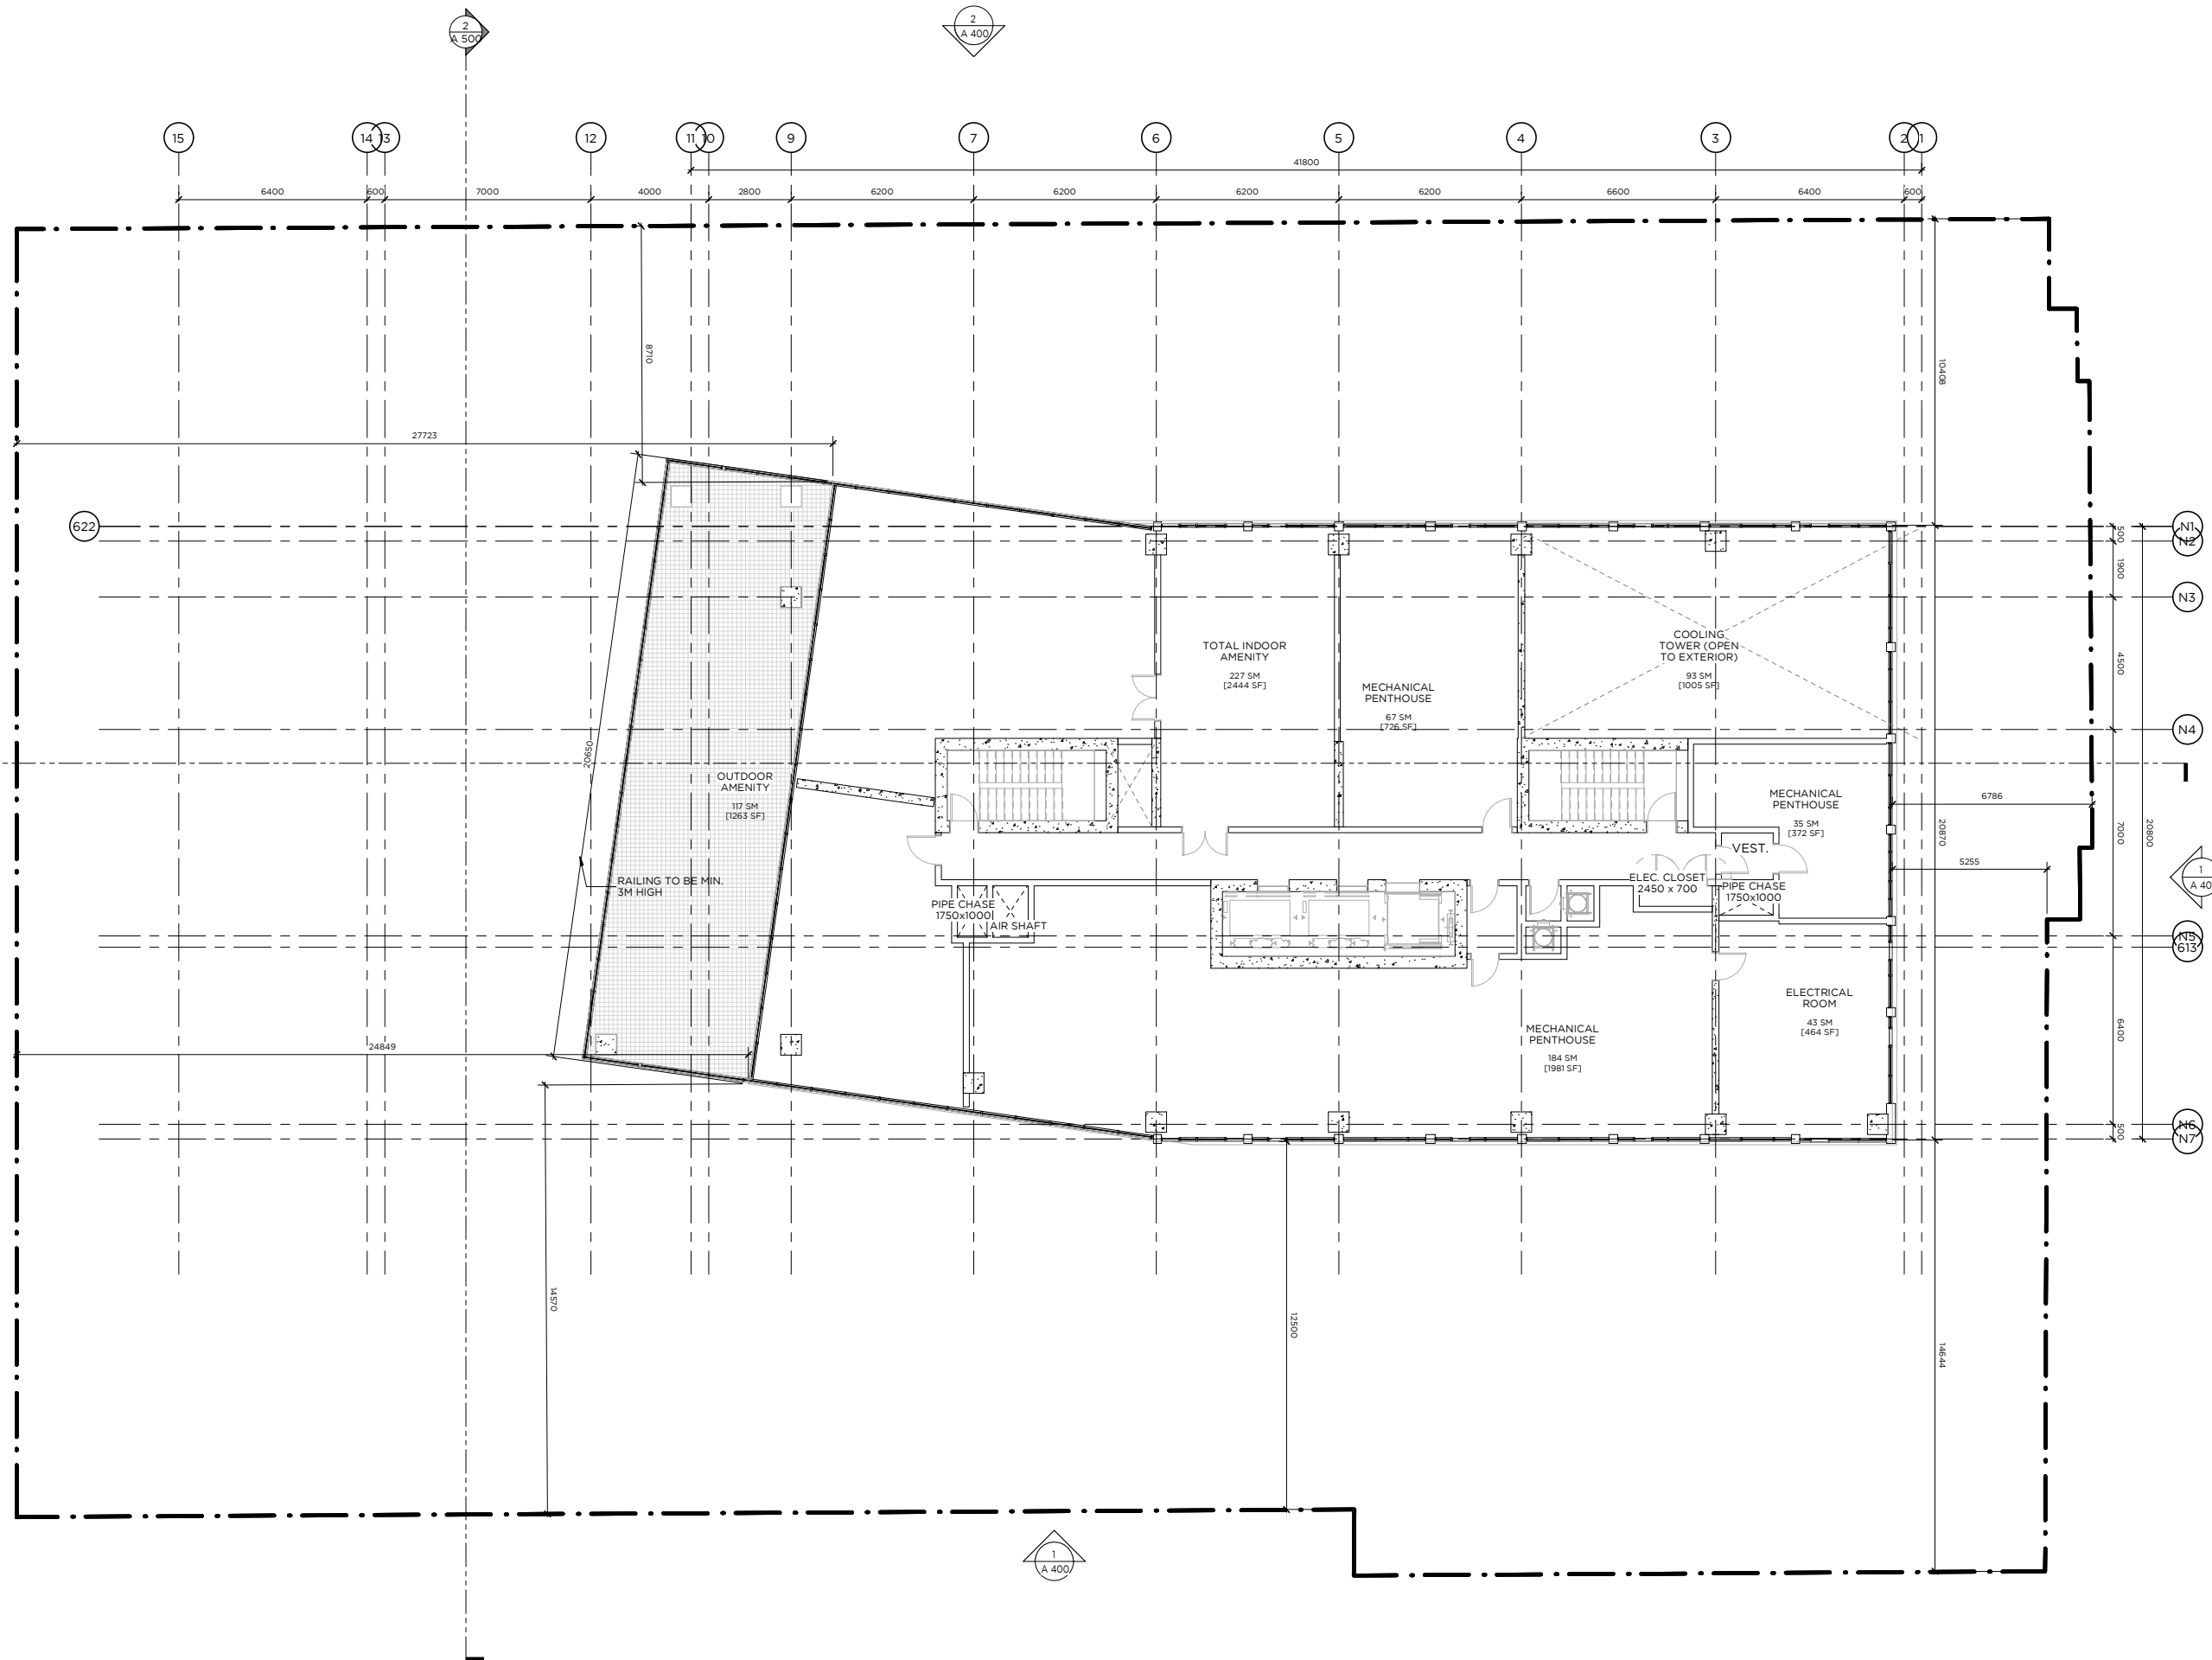 2
A 500
2
A 400
15
14
13
12
11
10
9
7
6
5
4
3
2
1
41800
6400
600
7000
4000
2800
6200
6200
6200
6200
6600
6400
600
8710
10408
27723
622
N1
N2
N3
N4
N5
613
N6
N7
500
1900
4500
7000
6400
500
20800
20870
6786
5255
20650
TOTAL INDOOR
AMENITY
227 SM
[2444 SF]
MECHANICAL
PENTHOUSE
67 SM
[726 SF]
COOLING
TOWER (OPEN
TO EXTERIOR)
93 SM
[1005 SF]
OUTDOOR
AMENITY
117 SM
[1263 SF]
MECHANICAL
PENTHOUSE
35 SM
[372 SF]
VEST.
RAILING TO BE MIN.
3M HIGH
ELEC. CLOSET
2450 x 700
PIPE CHASE
1750x1000
PIPE CHASE
1750x1000
AIR SHAFT
ELECTRICAL
ROOM
43 SM
[464 SF]
MECHANICAL
PENTHOUSE
184 SM
[1981 SF]
24849
14570
12500
14644
1
A 40
1
A 400